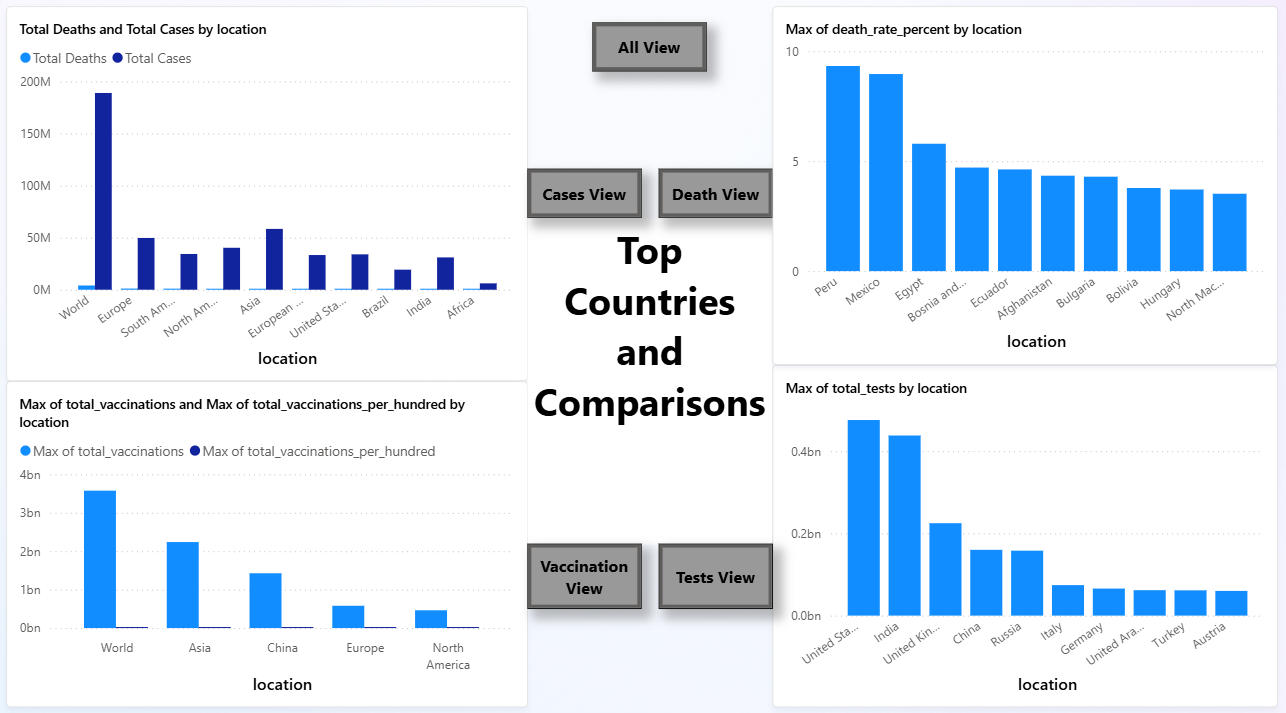 Total Deaths and Total Cases by location
Total Deaths Total Cases
200M
150M
100M
50M
0M
World
Europe
South Am...
North Am...
Asia
European ...
United Sta...
Brazil
India
Africa
location
All View
Cases View
Death View
Top
Countries
and
Comparisons
Vaccination
View
Tests View
Max of death_rate_percent by location
10
5
0
Peru
Mexico
Egypt
Bosnia and...
Ecuador
Afghanistan
Bulgaria
Bolivia
Hungary
North Mac...
location
Max of total_vaccinations and Max of total_vaccinations_per_hundred by
location
Max of total_vaccinations Max of total_vaccinations_per_hundred
4bn
3bn
2bn
1bn
0bn
World
Asia
China
Europe
North
America
location
Max of total_tests by location
0.4bn
0.2bn
0.0bn
United Sta...
India
United Kin...
China
Russia
Italy
Germany
United Ara...
Turkey
Austria
location